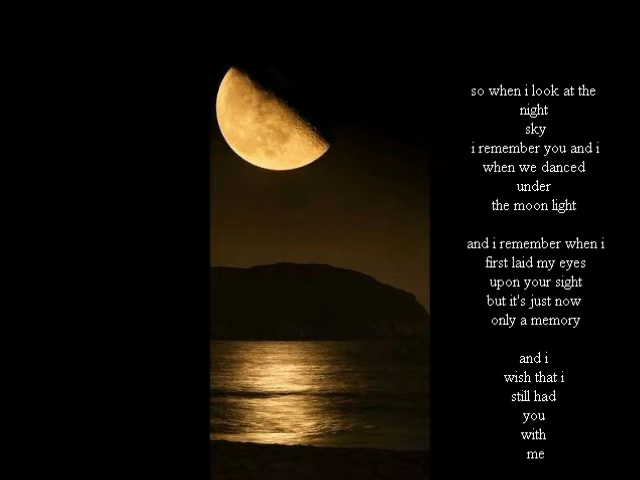 so when i look at the
night
sky
i remember you and i
when we danced
under
the moon light
and i remember when i
first laid my eyes
upon your sight
but it's just now
only a memory
and i
wish that i
still had
you
with
me